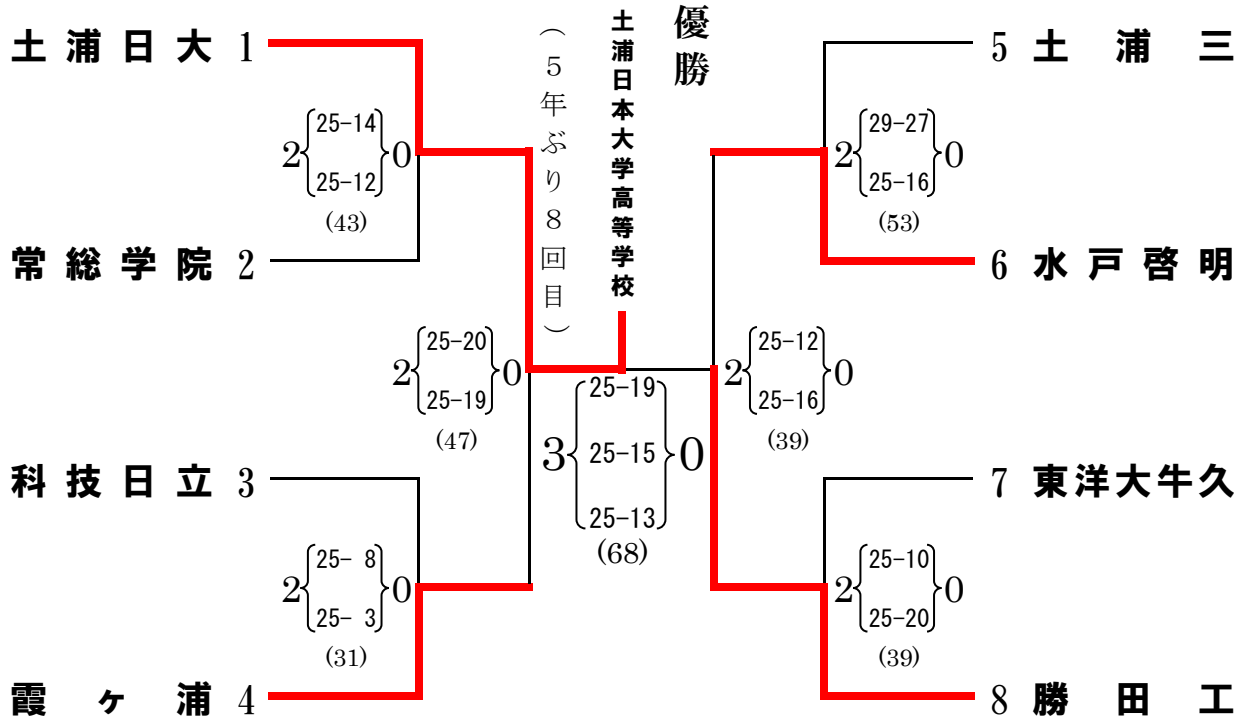 土浦日大 1
25-14
2 0
25-12
(43)
常総学院 2
25-20
2 0
25-19
(47)
科技日立 3
25- 8
2 0
25- 3
(31)
霞ヶ浦 4
優勝
土浦日本大学高等学校
(5年ぶり8回目)
25-19
3 25-15 0
25-13
(68)
5 土浦三
29-27
2 0
25-16
(53)
6 水戸啓明
25-12
2 0
25-16
(39)
7 東洋大牛久
25-10
2 0
25-20
(39)
8 勝田工